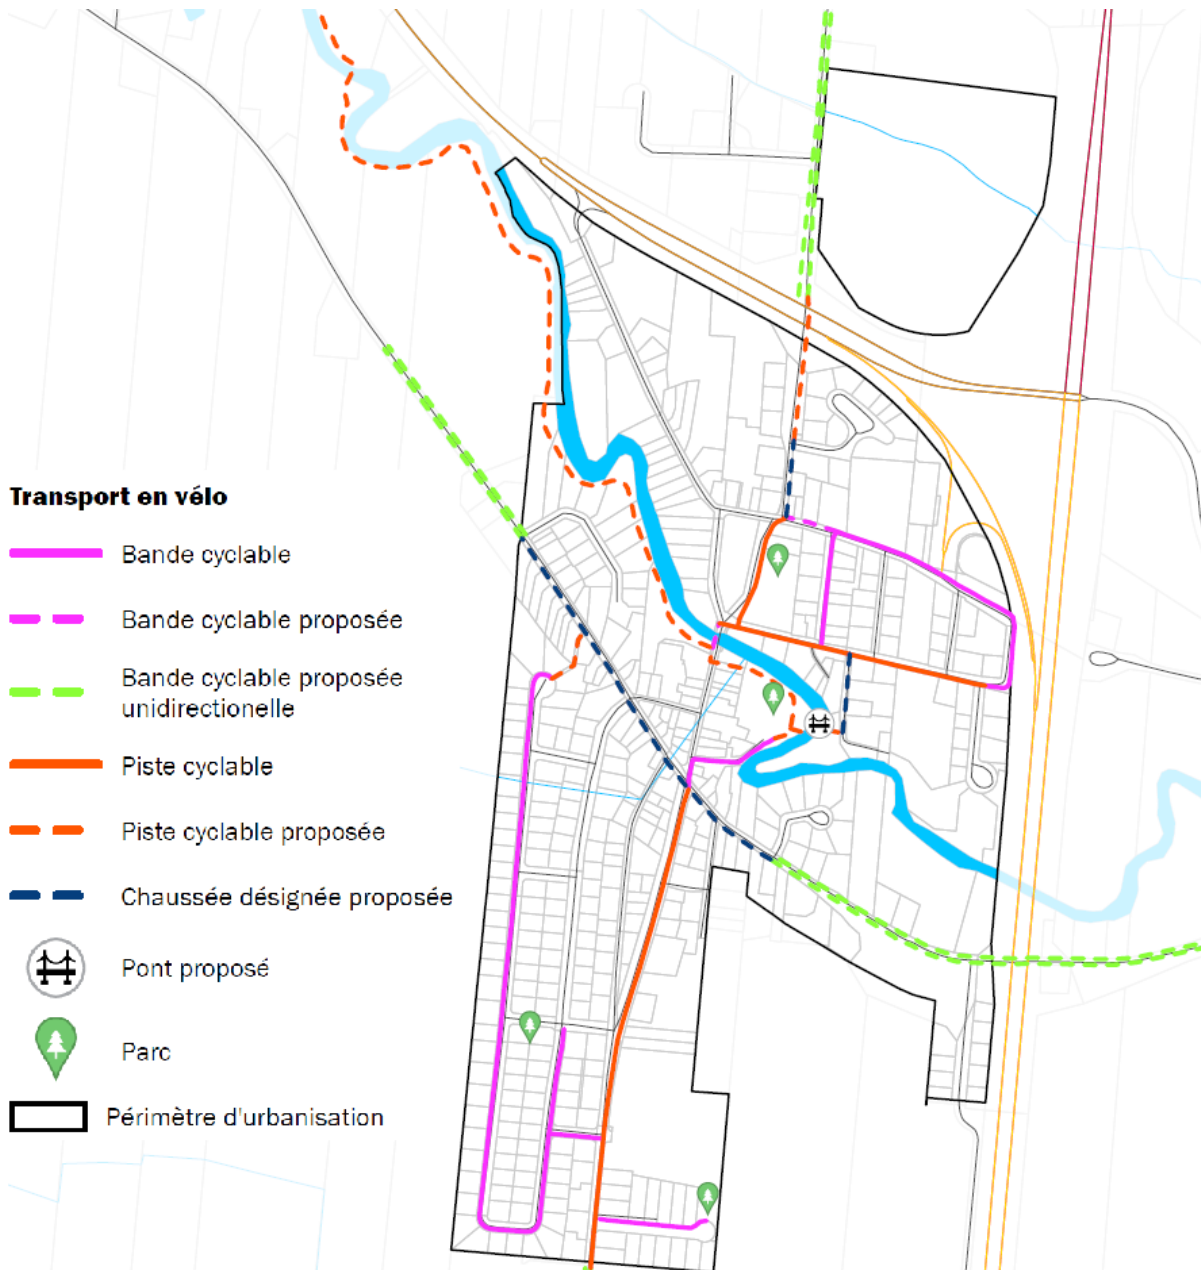 Transport en vélo
Bande cyclable
Bande cyclable proposée
Bande cyclable proposée
unidirectionelle
Piste cyclable
Piste cyclable proposée
Chaussée désignée proposée
Pont proposé
Parc
Périmètre d'urbanisation